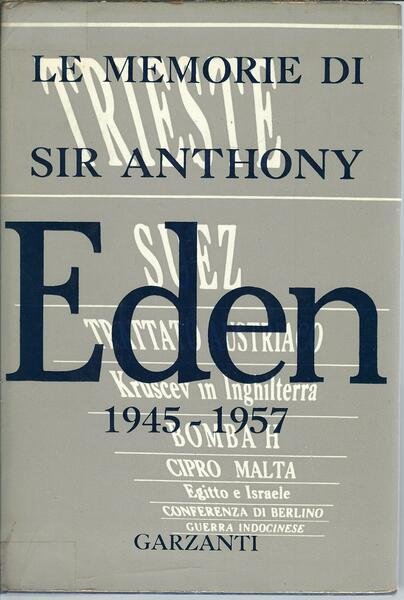 LE MEMORIE DI
TRIESTE
SIR ANTHONY
SUEZ
Eden
TRATTATO AUSTRIACO
Kruscev in Inghilterra
1945-1957
BOMBA H
CIPRO MALTA
Egitto e Israele
CONFERENZA DI BERLINO
GUERRA INDOCINESE
GARZANTI